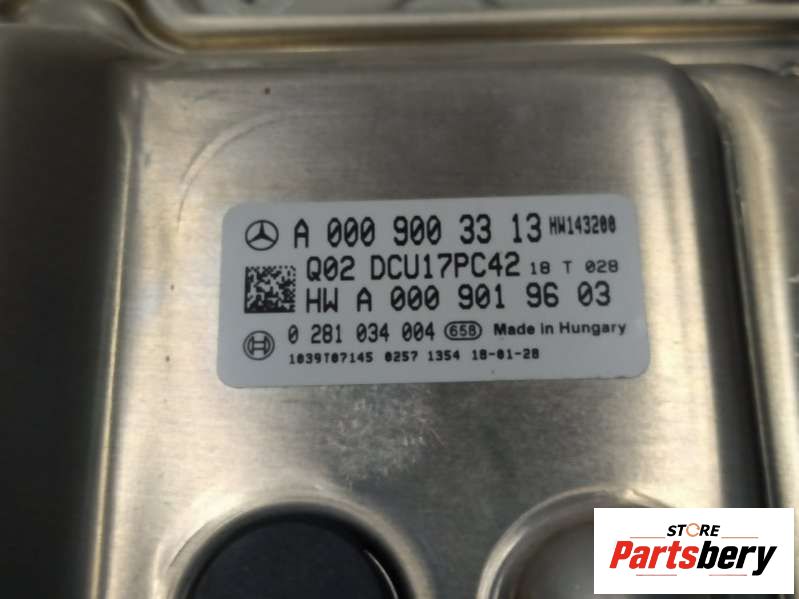 A 000 900 33 13 HW143200
Q02 DCU17PC42 18 T 028
HW A 000 901 96 03
0 281 034 004 658 Made in Hungary
1039T07145 0257 1354 18-01-28
STORE
Partsbery